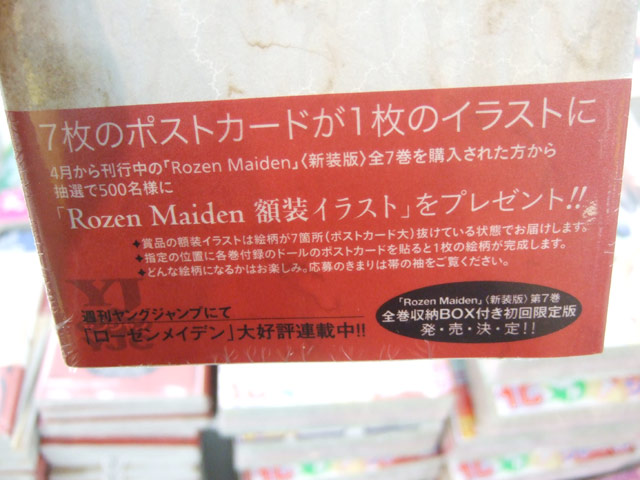 7枚のポストカードが1枚のイラストに
4月から刊行中の「Rozen Maiden」〈新装版〉全7巻を購入された方から
抽選で500名様に
「Rozen Maiden 額装イラスト」をプレゼント!!
◆賞品の額装イラストは絵柄が7箇所(ポストカード大)抜けている状態でお届けします。
◆指定の位置に各巻付録のドールのポストカードを貼ると1枚の絵柄が完成します。
◆どんな絵柄になるかはお楽しみ。応募のきまりは帯の袖をご覧ください。
YJ
週刊ヤングジャンプにて
「ローゼンメイデン」大好評連載中!!
「Rozen Maiden」〈新装版〉第7巻
全巻収納BOX付き初回限定版
発・売・決・定!!